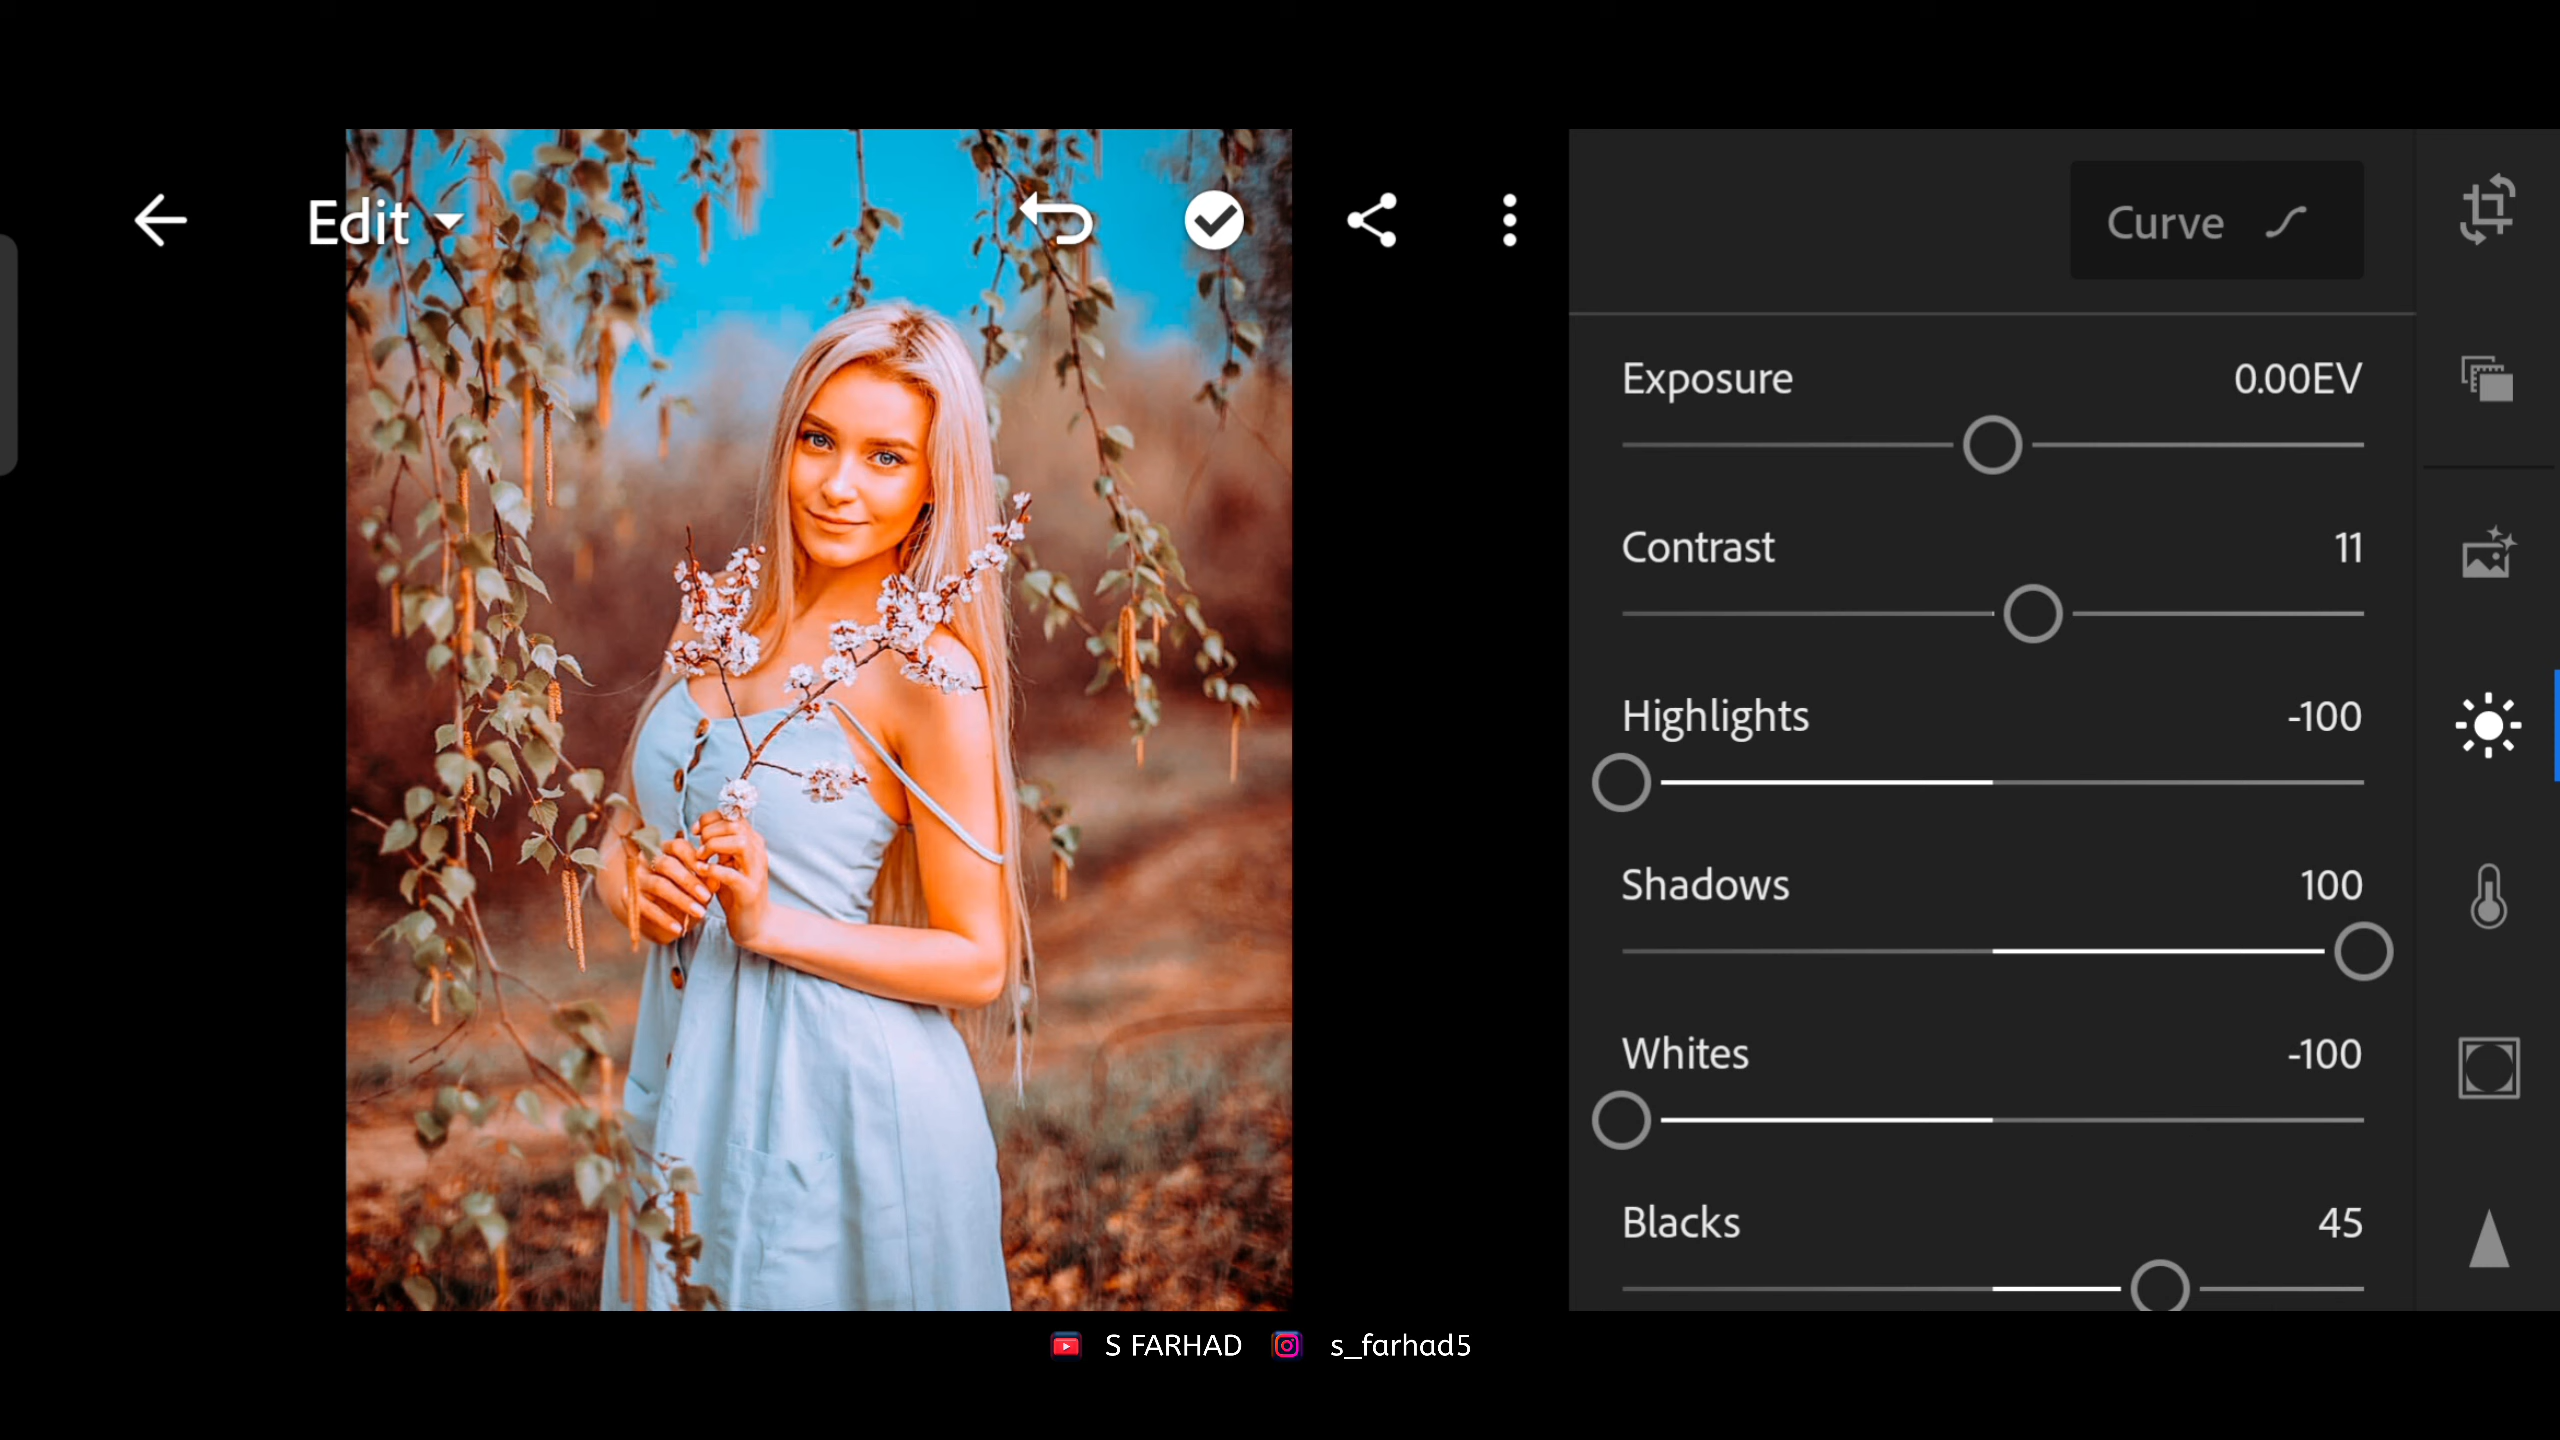 Edit
Curve
Exposure 0.00EV
Contrast 11
Highlights -100
Shadows 100
Whites -100
Blacks 45
S FARHAD s_farhad5